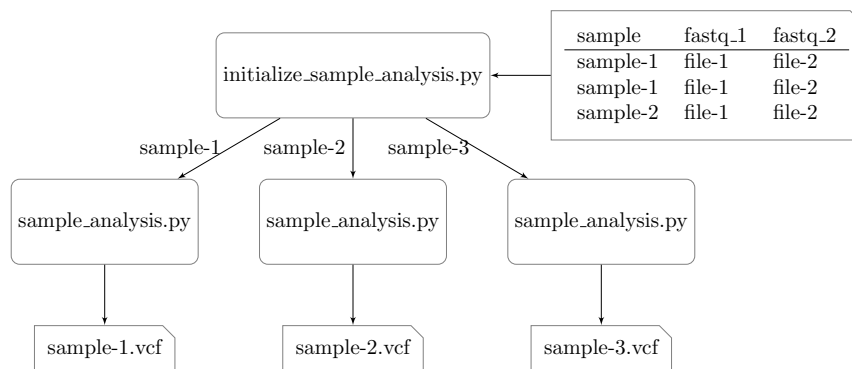 sample fastq_1 fastq_2
initialize_sample_analysis.py
sample-1 file-1 file-2
sample-1 file-1 file-2
sample-2 file-1 file-2
sample-1 sample-2 sample-3
sample_analysis.py sample_analysis.py sample_analysis.py
sample-1.vcf sample-2.vcf sample-3.vcf